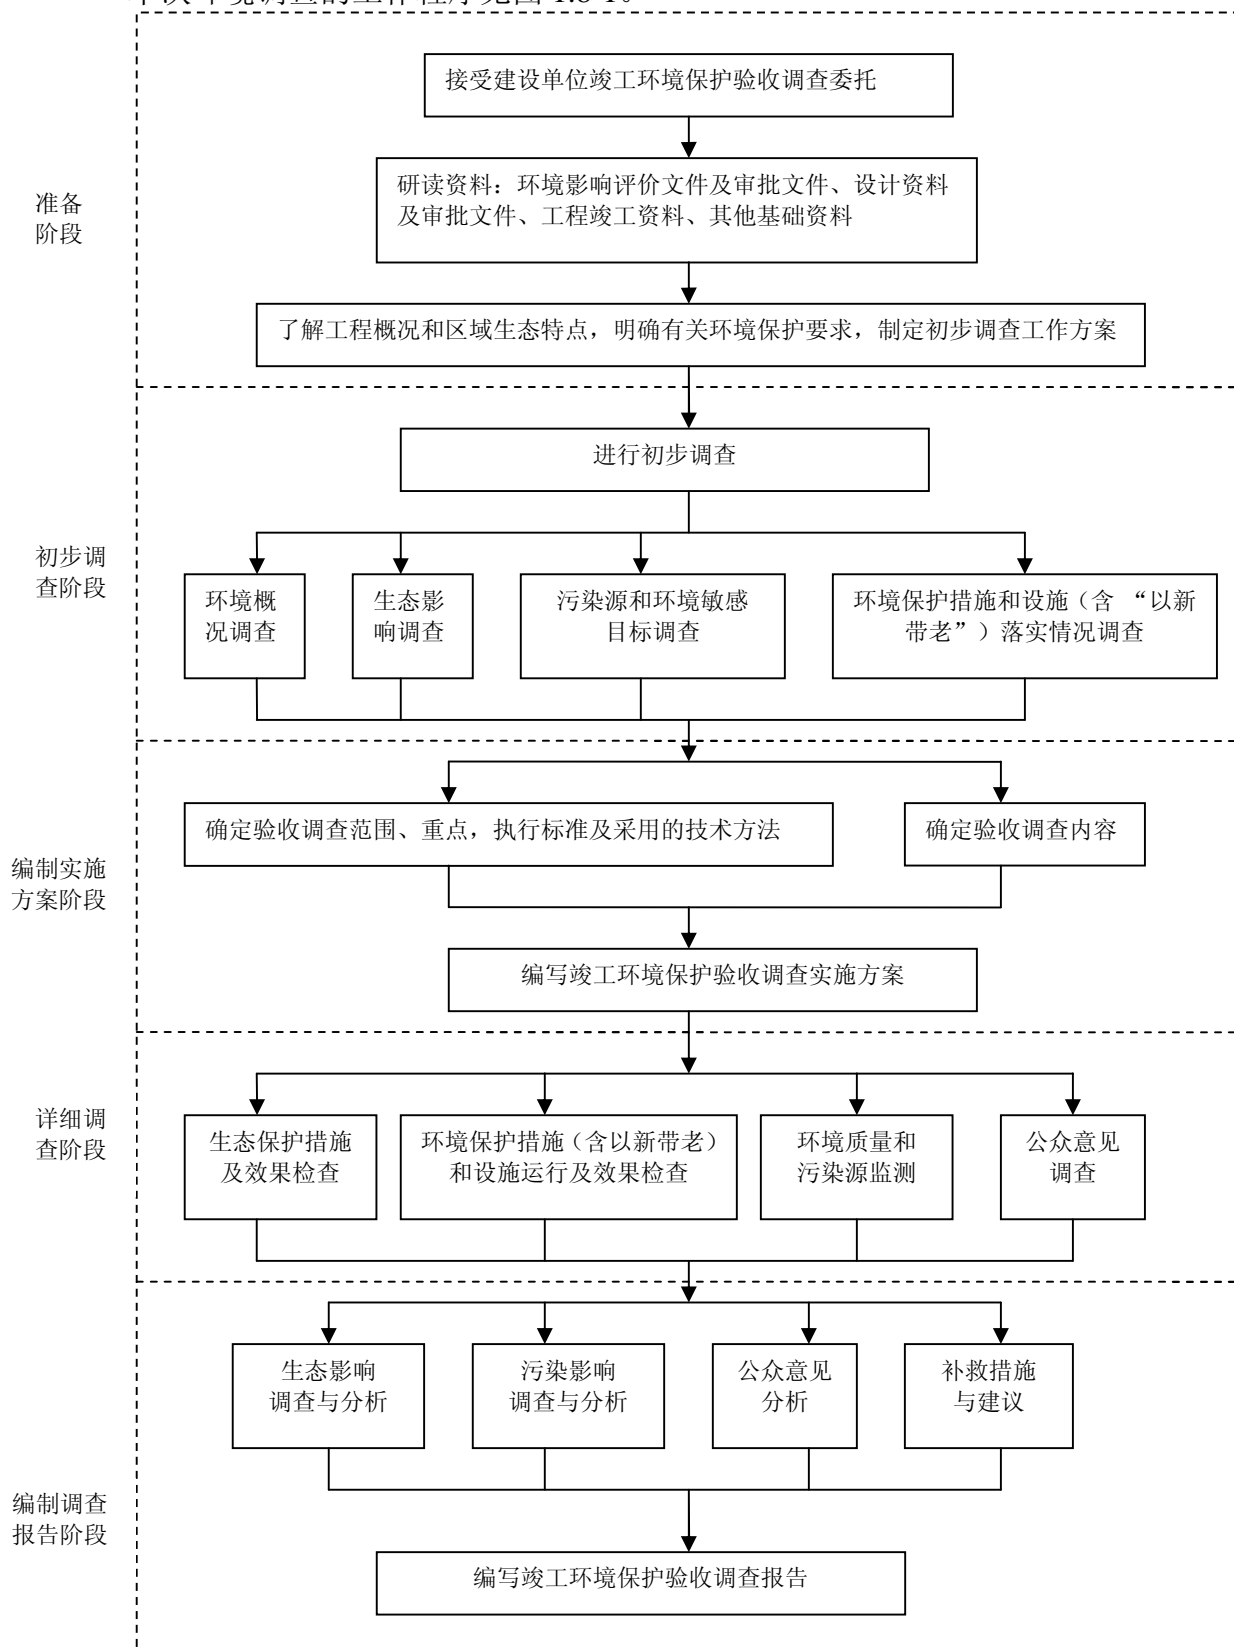 接受建设单位竣工环境保护验收调查委托
准备
阶段
研读资料：环境影响评价文件及审批文件、设计资料
及审批文件、工程竣工资料、其他基础资料
了解工程概况和区域生态特点，明确有关环境保护要求，制定初步调查工作方案
进行初步调查
初步调
查阶段
环境概
况调查
生态影
响调查
污染源和环境敏感
目标调查
环境保护措施和设施（含 “以新
带老”）落实情况调查
编制实施
方案阶段
确定验收调查范围、重点，执行标准及采用的技术方法
确定验收调查内容
编写竣工环境保护验收调查实施方案
详细调
查阶段
生态保护措施
及效果检查
环境保护措施（含以新带老）
和设施运行及效果检查
环境质量和
污染源监测
公众意见
调查
生态影响
调查与分析
污染影响
调查与分析
公众意见
分析
补救措施
与建议
编制调查
报告阶段
编写竣工环境保护验收调查报告